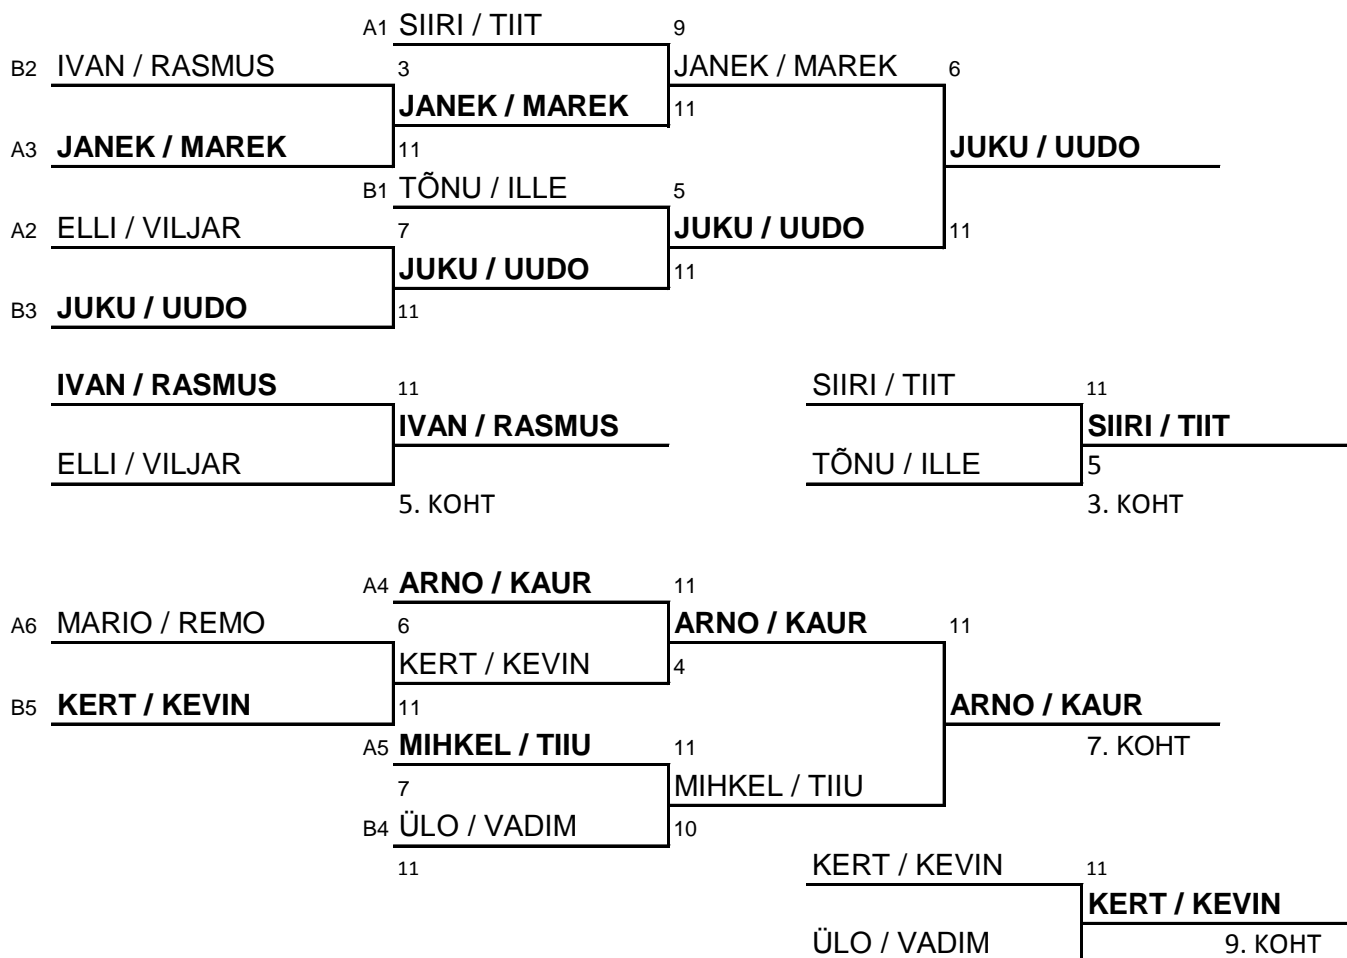 A1 SIIRI / TIIT 9
B2 IVAN / RASMUS 3 JANEK / MAREK 6
JANEK / MAREK 11
A3 JANEK / MAREK 11 JUKU / UUDO
B1 TÕNU / ILLE 5
A2 ELLI / VILJAR 7 JUKU / UUDO 11
JUKU / UUDO 11
B3 JUKU / UUDO 11
IVAN / RASMUS 11 SIIRI / TIIT 11
IVAN / RASMUS SIIRI / TIIT
ELLI / VILJAR TÕNU / ILLE 5
5. KOHT 3. KOHT
A4 ARNO / KAUR 11
A6 MARIO / REMO 6 ARNO / KAUR 11
KERT / KEVIN 4
B5 KERT / KEVIN 11 ARNO / KAUR
A5 MIHKEL / TIIU 11 7. KOHT
7 MIHKEL / TIIU
B4 ÜLO / VADIM 10
11 KERT / KEVIN 11
KERT / KEVIN
ÜLO / VADIM 9. KOHT